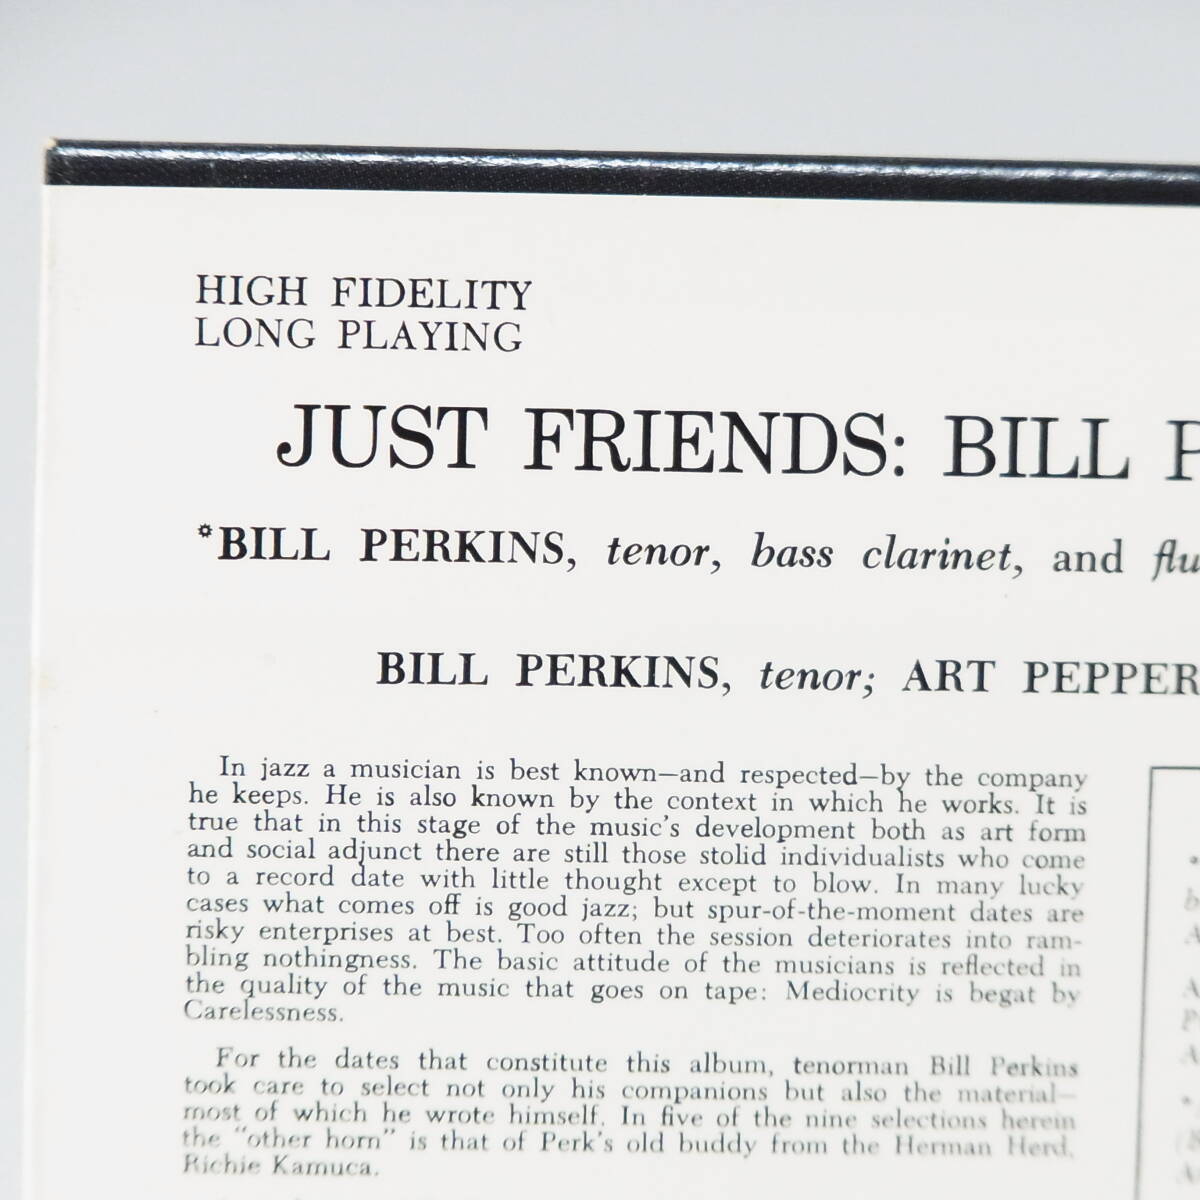 HIGH FIDELITY
LONG PLAYING
JUST FRIENDS: BILL P
*BILL PERKINS, tenor, bass clarinet, and flu
BILL PERKINS, tenor; ART PEPPER
In jazz a musician is best known—and respected—by the company
he keeps. He is also known by the context in which he works. It is
true that in this stage of the music's development both as art form
and social adjunct there are still those stolid individualists who come
to a record date with little thought except to blow. In many lucky
cases what comes off is good jazz; but spur-of-the-moment dates are
risky enterprises at best. Too often the session deteriorates into ram-
bling nothingness. The basic attitude of the musicians is reflected in
the quality of the music that goes on tape: Mediocrity is begat by
Carelessness.
For the dates that constitute this album, tenorman Bill Perkins
took care to select not only his companions but also the material—
most of which he wrote himself. In five of the nine selections herein
the "other horn" is that of Perk's old buddy from the Herman Herd,
Richie Kamuca.